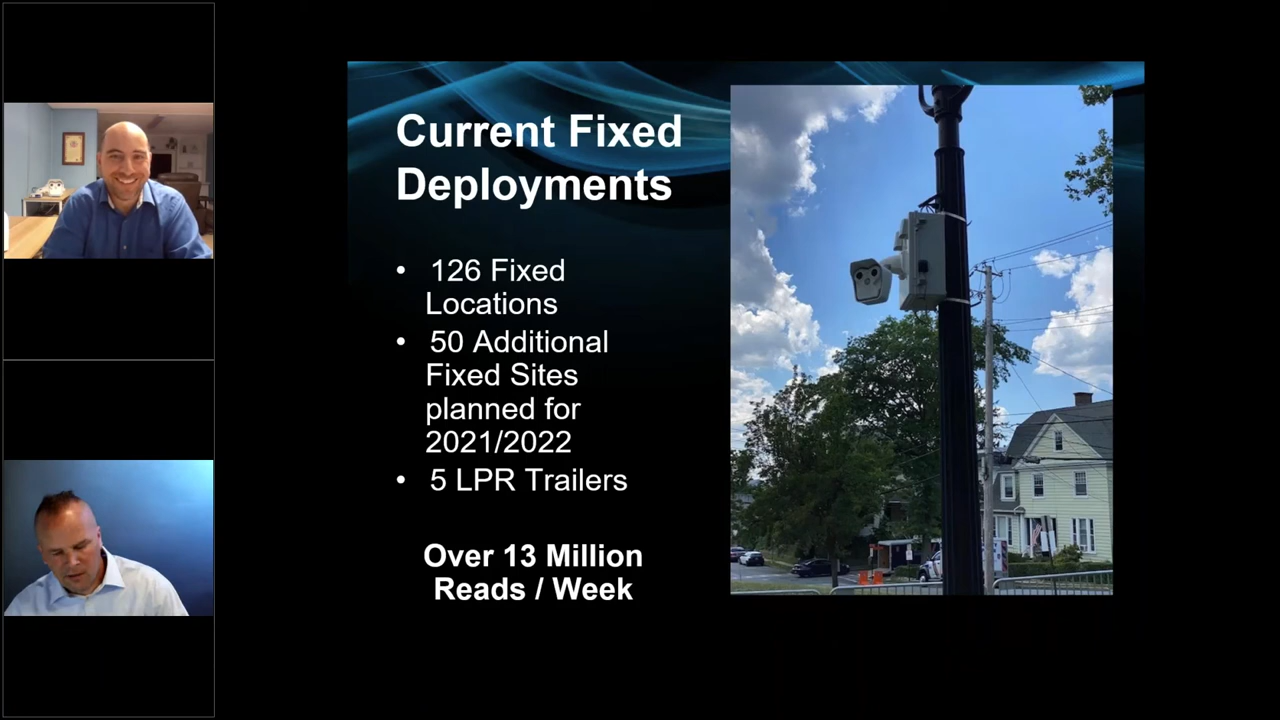 Current Fixed
Deployments
• 126 Fixed
Locations
• 50 Additional
Fixed Sites
planned for
2021/2022
• 5 LPR Trailers
Over 13 Million
Reads / Week